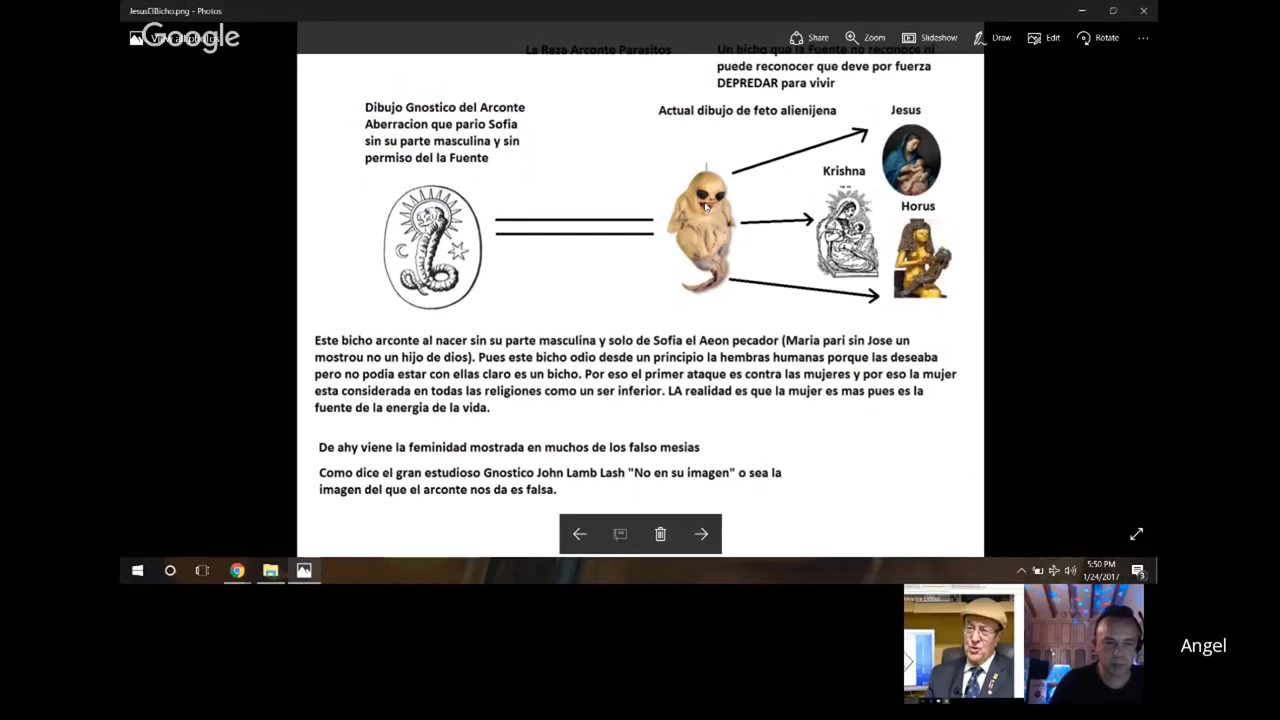 JesusElBicho.png - Photos
Google
Share
Zoom
Slideshow
Draw
Edit
Rotate
La Raza Arconte Parasitos
Un bicho que la Fuente no reconoce ni
puede reconocer que deve por fuerza
DEPREDAR para vivir
Dibujo Gnostico del Arconte
Aberracion que pario Sofia
sin su parte masculina y sin
permiso del la Fuente
Actual dibujo de feto alienijena
Jesus
Krishna
Horus
Este bicho arconte al nacer sin su parte masculina y solo de Sofia el Aeon pecador (Maria pari sin Jose un
mostrou no un hijo de dios). Pues este bicho odio desde un principio la hembras humanas porque las deseaba
pero no podia estar con ellas claro es un bicho. Por eso el primer ataque es contra las mujeres y por eso la mujer
esta considerada en todas las religiones como un ser inferior. LA realidad es que la mujer es mas pues es la
fuente de la energia de la vida.
De ahy viene la feminidad mostrada en muchos de los falso mesias
Como dice el gran estudioso Gnostico John Lamb Lash "No en su imagen" o sea la
imagen del que el arconte nos da es falsa.
5:50 PM
1/24/2017
3
Angel